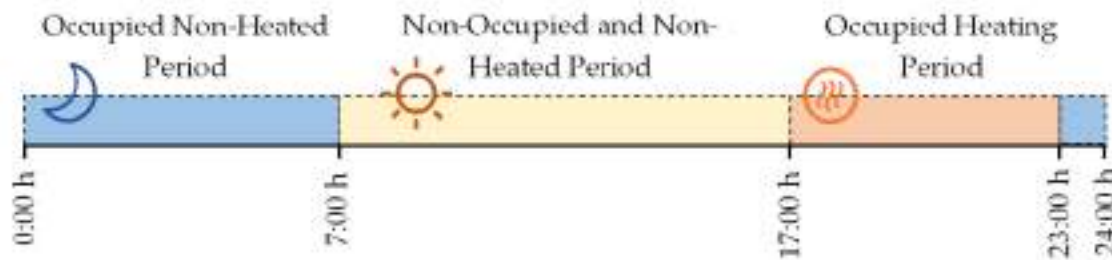 Occupied Non-Heated
Period
Non-Occupied and Non-
Heated Period
Occupied Heating
Period
0:00 h
7:00 h
17:00 h
23:00 h
24:00 h